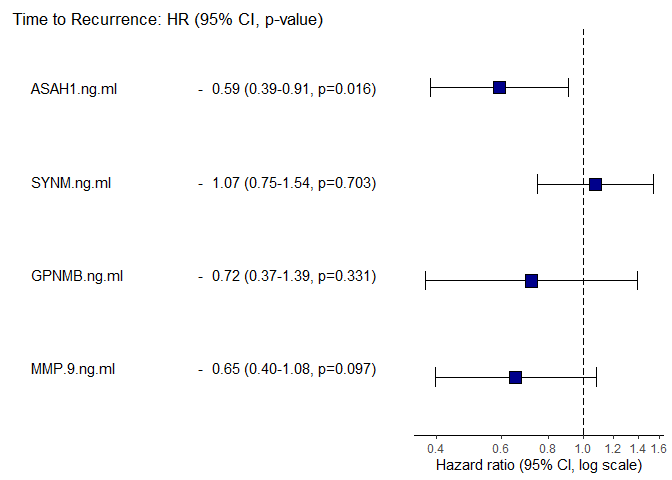 Time to Recurrence: HR (95% CI, p-value)
ASAH1.ng.ml - 0.59 (0.39-0.91, p=0.016)
SYNM.ng.ml - 1.07 (0.75-1.54, p=0.703)
GPNMB.ng.ml - 0.72 (0.37-1.39, p=0.331)
MMP.9.ng.ml - 0.65 (0.40-1.08, p=0.097)
0.4 0.6 0.8 1.0 1.2 1.4 1.6
Hazard ratio (95% CI, log scale)